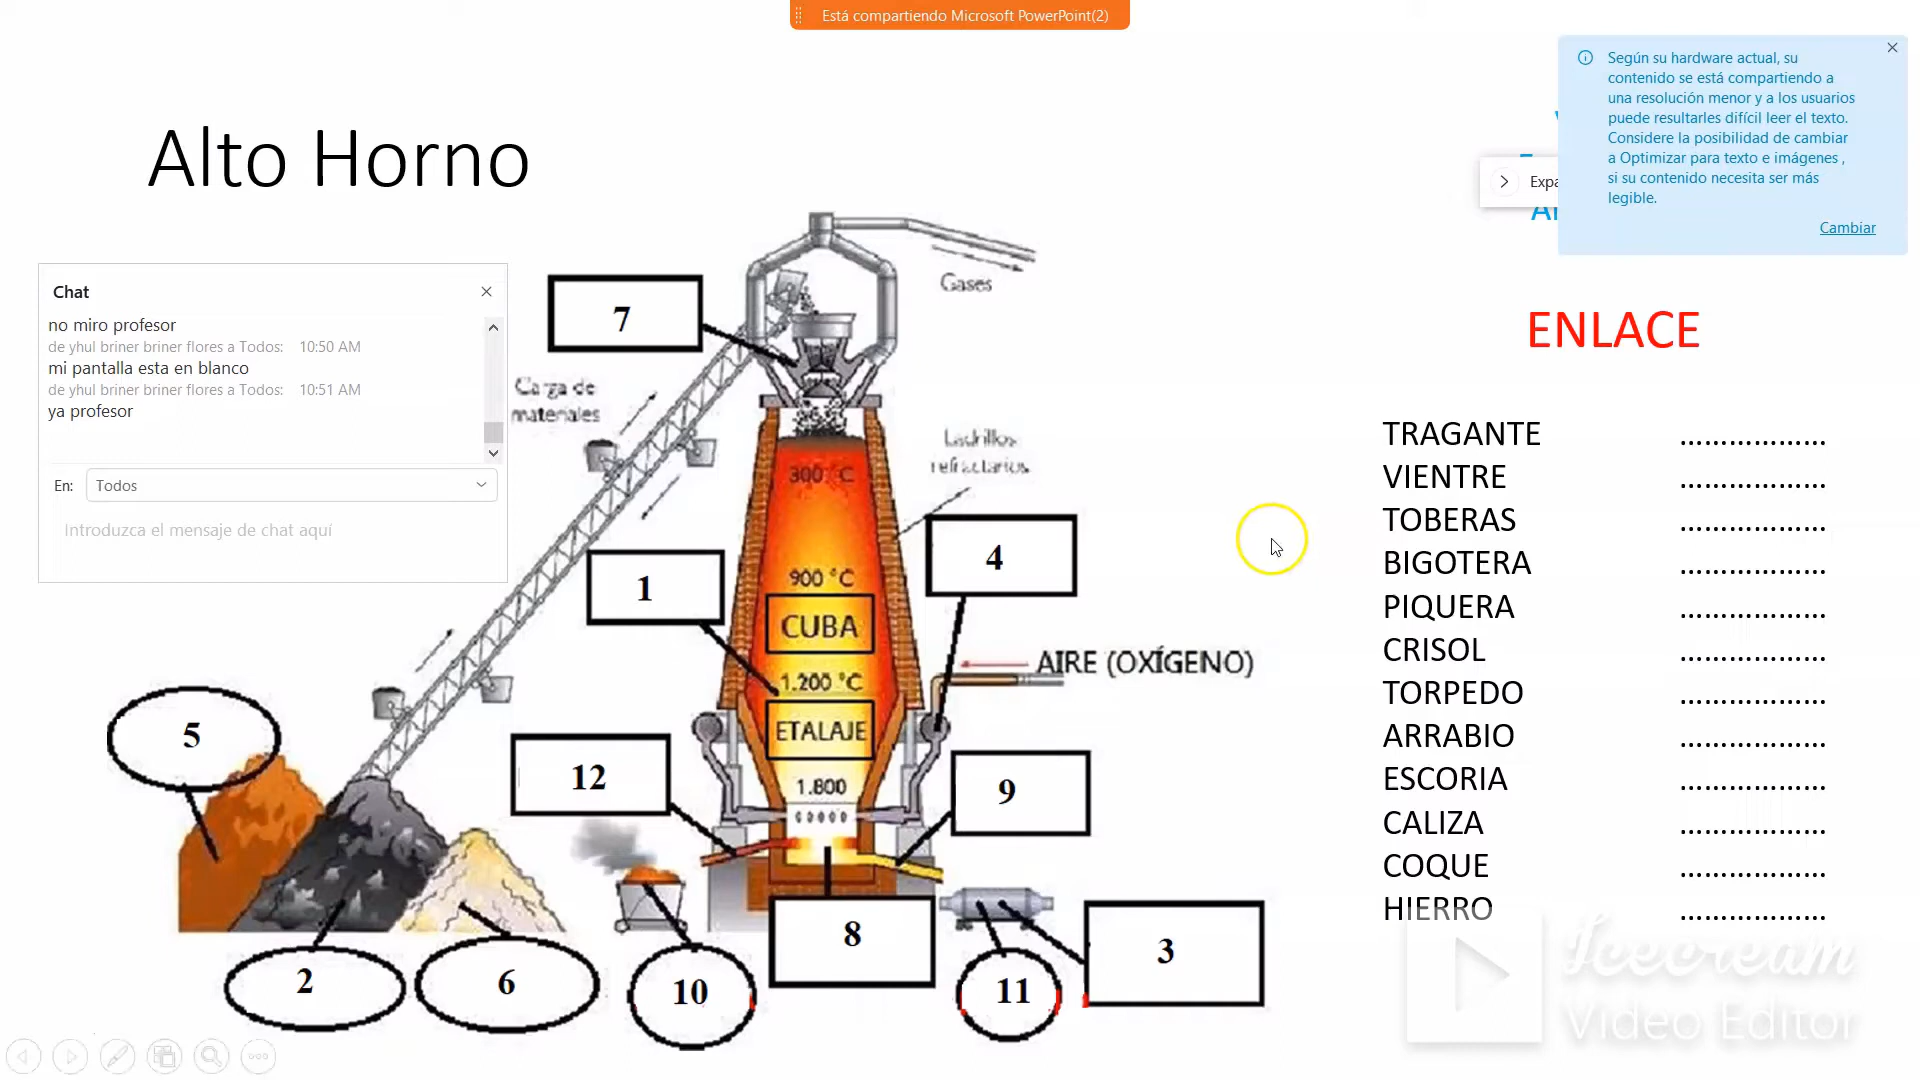 Está compartiendo Microsoft PowerPoint(2)
Según su hardware actual, su
contenido se está compartiendo a
una resolución menor y a los usuarios
puede resultarles difícil leer el texto.
Considere la posibilidad de cambiar
a Optimizar para texto e imágenes ,
si su contenido necesita ser más
legible.
Cambiar
Expa
Alto Horno
Chat
no miro profesor
de yhul briner briner flores a Todos: 10:50 AM
mi pantalla esta en blanco
de yhul briner briner flores a Todos: 10:51 AM
ya profesor
En: Todos
Introduzca el mensaje de chat aquí
Gases
7
Carga de
materiales
Ladrillos
refractarios
300 °C
4
900 °C
1
CUBA
AIRE (OXÍGENO)
1.200 °C
ETALAJE
5
12
1.800
9
8
3
2
6
10
11
ENLACE
TRAGANTE ..................
VIENTRE ..................
TOBERAS ..................
BIGOTERA ..................
PIQUERA ..................
CRISOL ..................
TORPEDO ..................
ARRABIO ..................
ESCORIA ..................
CALIZA ..................
COQUE ..................
HIERRO ..................
Icecream
Video Editor